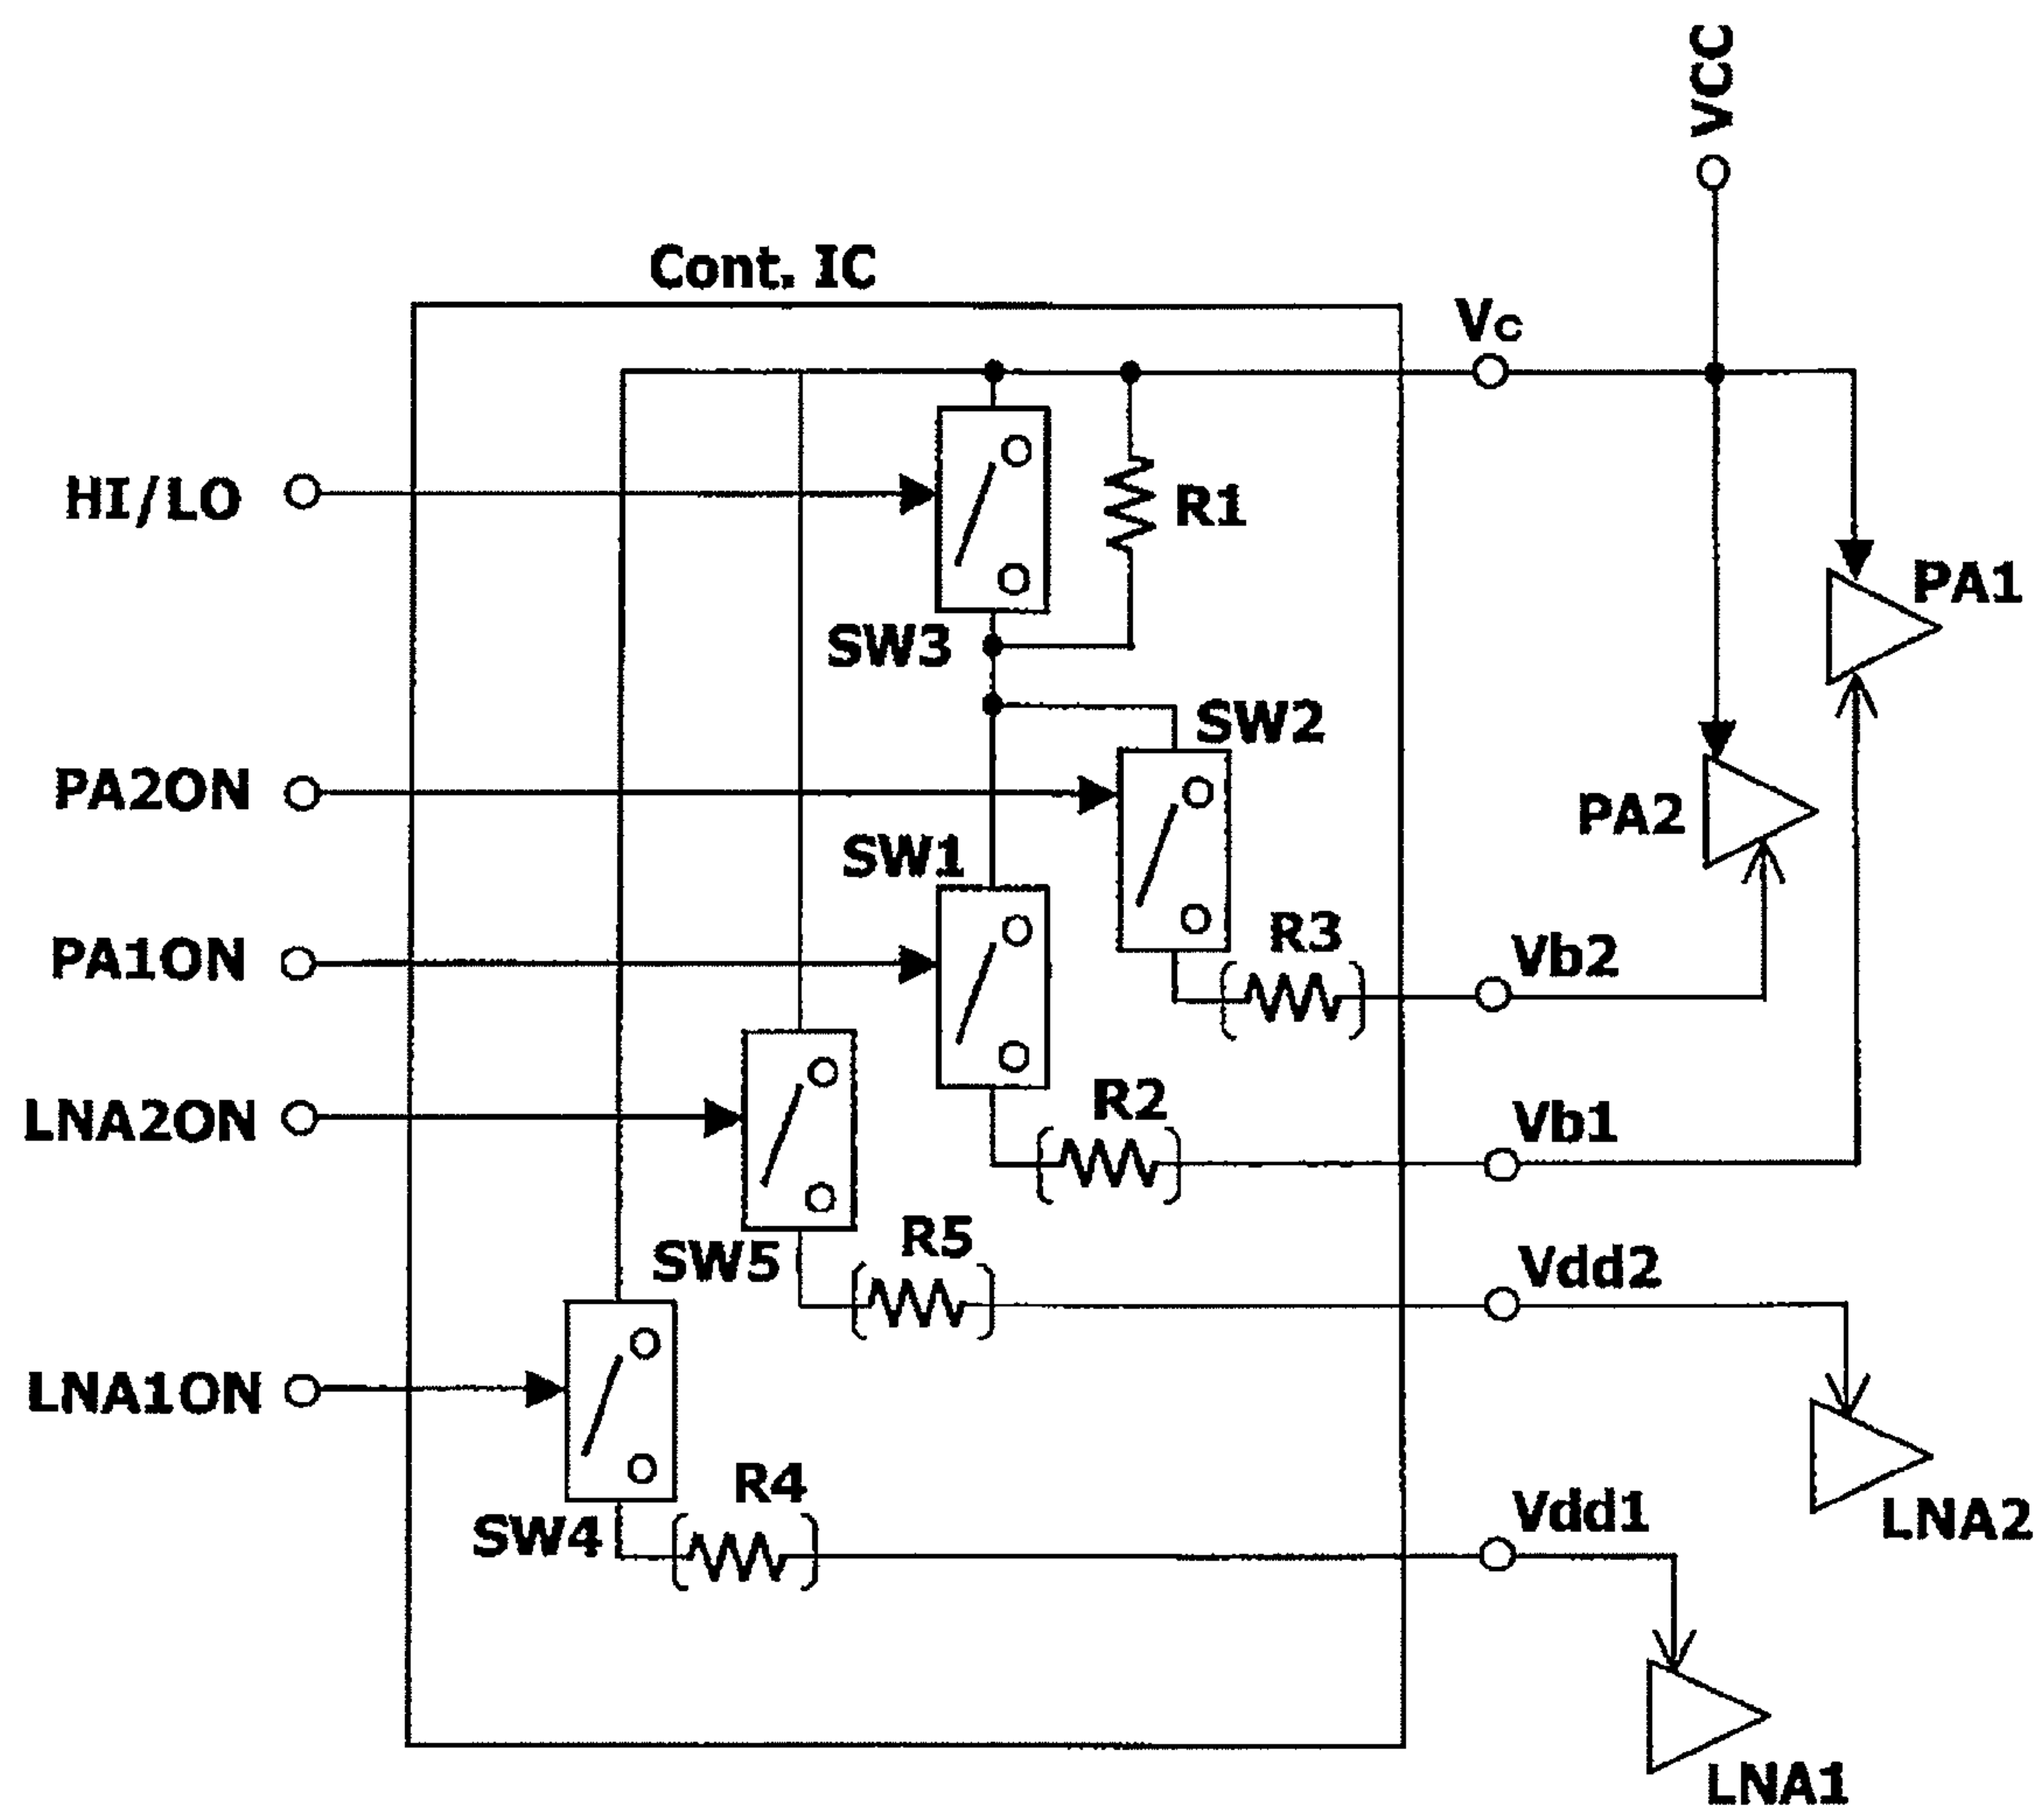 VCC
Cont. IC
Vc
HI/LO
R1
PA1
SW3
SW2
PA2ON
PA2
SW1
R3
Vb2
PA1ON
R2
Vb1
LNA2ON
R5
Vdd2
SW5
LNA1ON
R4
Vdd1
LNA2
SW4
LNA1